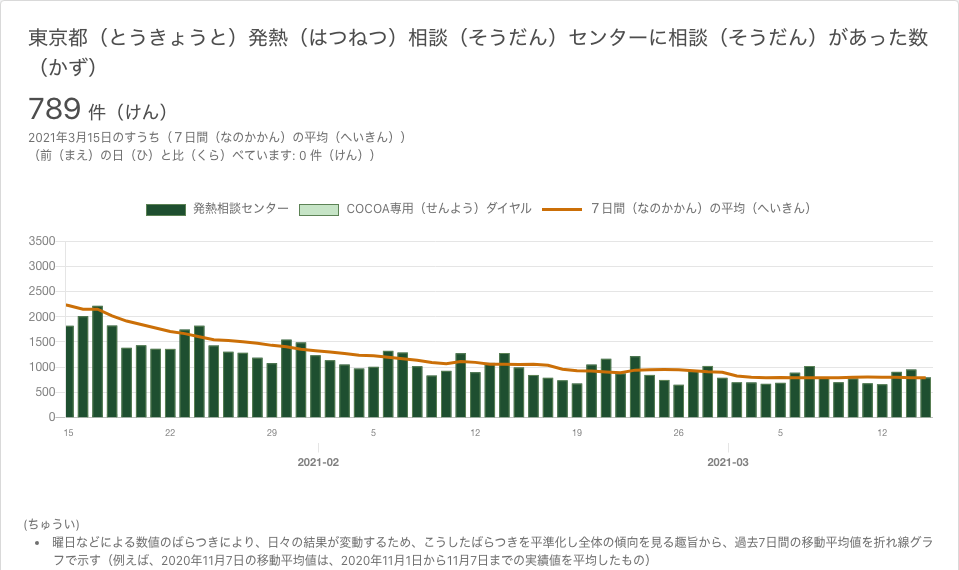 東京都（とうきょうと）発熱（はつねつ）相談（そうだん）センターに相談（そうだん）があった数
（かず）
789 件（けん）
2021年3月15日のすうち（７日間（なのかかん）の平均（へいきん））
（前（まえ）の日（ひ）と比（くら）べています: 0 件（けん））
発熱相談センター COCOA専用（せんよう）ダイヤル ７日間（なのかかん）の平均（へいきん）
3500
3000
2500
2000
1500
1000
500
0
15 22 29 5 12 19 26 5 12
2021-02 2021-03
(ちゅうい)
• 曜日などによる数値のばらつきにより、日々の結果が変動するため、こうしたばらつきを平準化し全体の傾向を見る趣旨から、過去7日間の移動平均値を折れ線グラ
フで示す（例えば、2020年11月7日の移動平均値は、2020年11月1日から11月7日までの実績値を平均したもの）